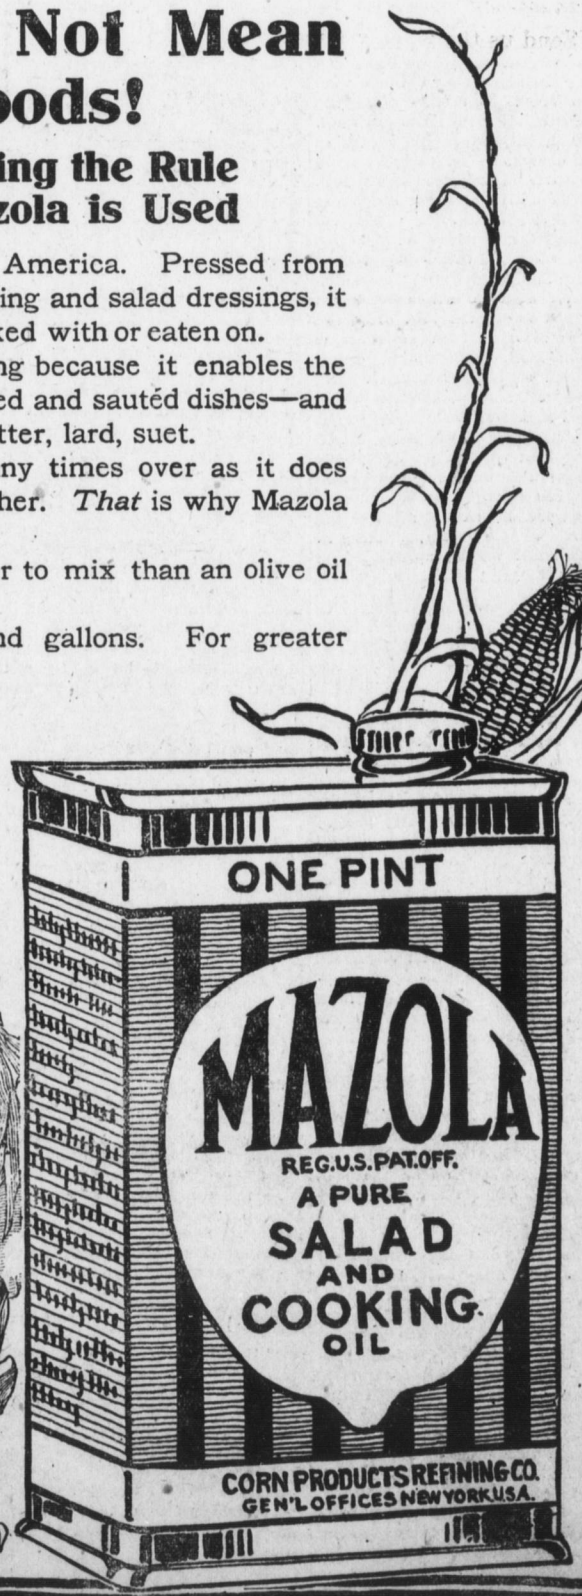 Not Mean
oods!
ing the Rule
zola is Used
America. Pressed from
ing and salad dressings, it
ked with or eaten on.
ng because it enables the
ed and sautéd dishes—and
tter, lard, suet.
ny times over as it does
her. That is why Mazola
r to mix than an olive oil
nd gallons. For greater
ONE PINT
MAZOLA
REG.U.S.PAT.OFF.
A PURE
SALAD
AND
COOKING
OIL
CORN PRODUCTS REFINING CO.
GEN'L OFFICES NEW YORK.U.S.A.